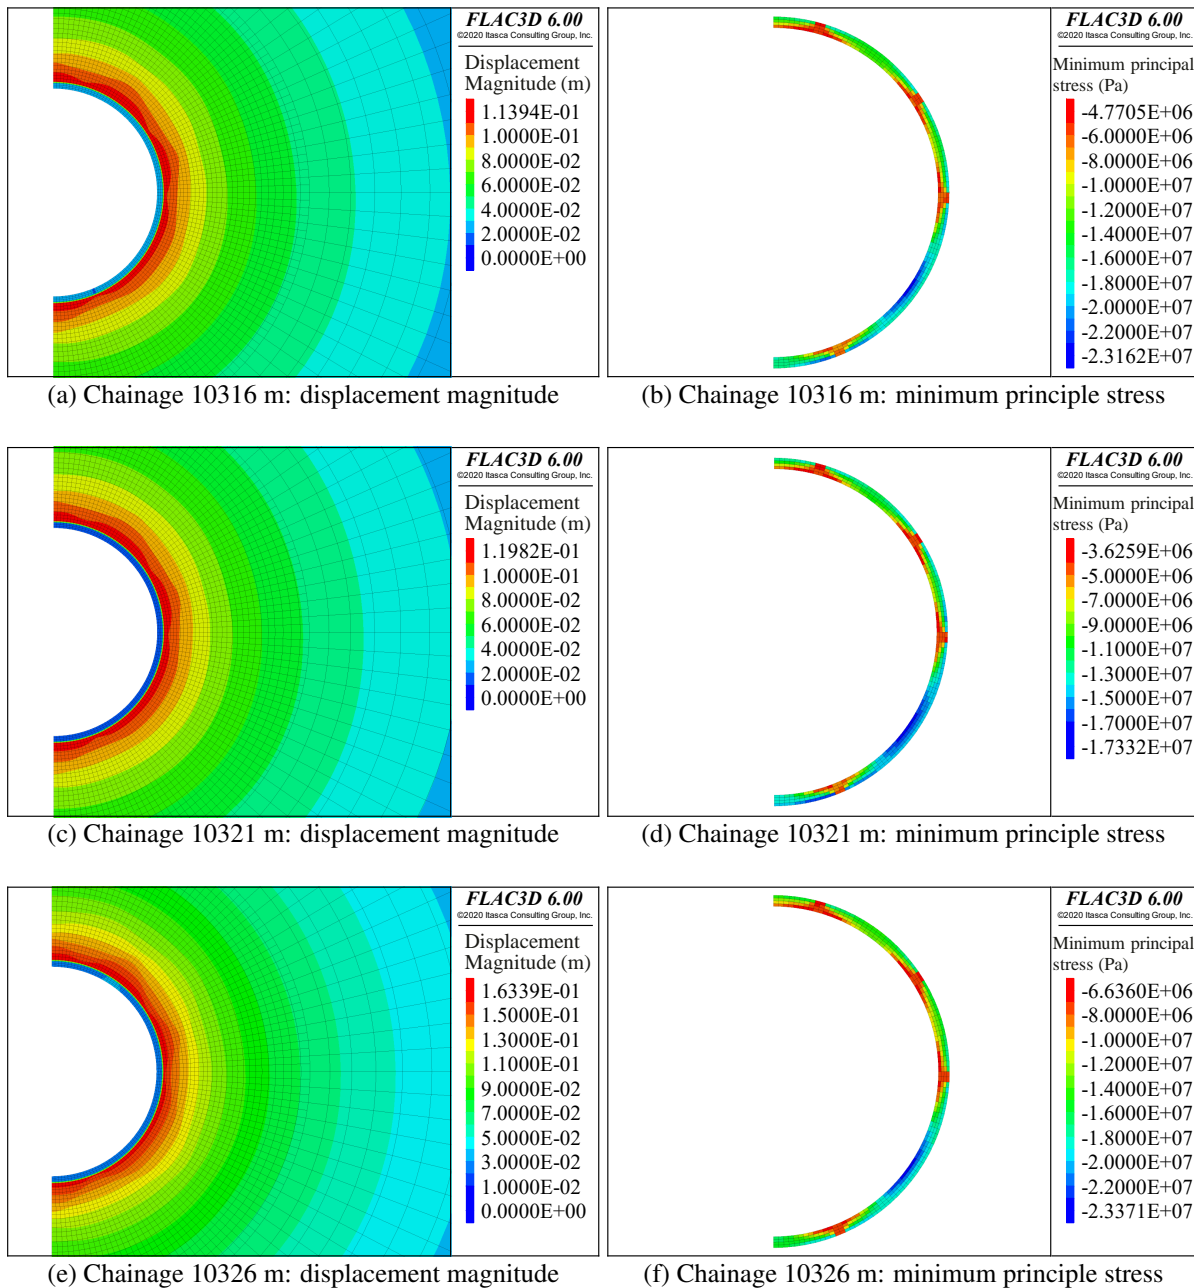 FLAC3D 6.00
©2020 Itasca Consulting Group, Inc.
Displacement
Magnitude (m)
1.1394E-01
1.0000E-01
8.0000E-02
6.0000E-02
4.0000E-02
2.0000E-02
0.0000E+00
FLAC3D 6.00
©2020 Itasca Consulting Group, Inc.
Minimum principal
stress (Pa)
-4.7705E+06
-6.0000E+06
-8.0000E+06
-1.0000E+07
-1.2000E+07
-1.4000E+07
-1.8000E+07
-2.0000E+07
-2.2000E+07
-2.3162E+07
(a) Chainage 10316 m: displacement magnitude
(b) Chainage 10316 m: minimum principle stress
FLAC3D 6.00
©2020 Itasca Consulting Group, Inc.
Displacement
Magnitude (m)
1.1982E-01
1.0000E-01
8.0000E-02
6.0000E-02
4.0000E-02
2.0000E-02
0.0000E+00
FLAC3D 6.00
©2020 Itasca Consulting Group, Inc.
Minimum principal
stress (Pa)
-3.6259E+06
-5.0000E+06
-7.0000E+06
-9.0000E+06
-1.1000E+07
-1.3000E+07
-1.5000E+07
-1.7000E+07
-1.7332E+07
(c) Chainage 10321 m: displacement magnitude
(d) Chainage 10321 m: minimum principle stress
FLAC3D 6.00
©2020 Itasca Consulting Group, Inc.
Displacement
Magnitude (m)
1.6339E-01
1.5000E-01
1.3000E-01
1.1000E-01
9.0000E-02
7.0000E-02
5.0000E-02
3.0000E-02
1.0000E-02
0.0000E+00
FLAC3D 6.00
©2020 Itasca Consulting Group, Inc.
Minimum principal
stress (Pa)
-6.6360E+06
-8.0000E+06
-1.0000E+07
-1.2000E+07
-1.4000E+07
-1.6000E+07
-1.8000E+07
-2.0000E+07
-2.2000E+07
-2.3371E+07
(e) Chainage 10326 m: displacement magnitude
(f) Chainage 10326 m: minimum principle stress